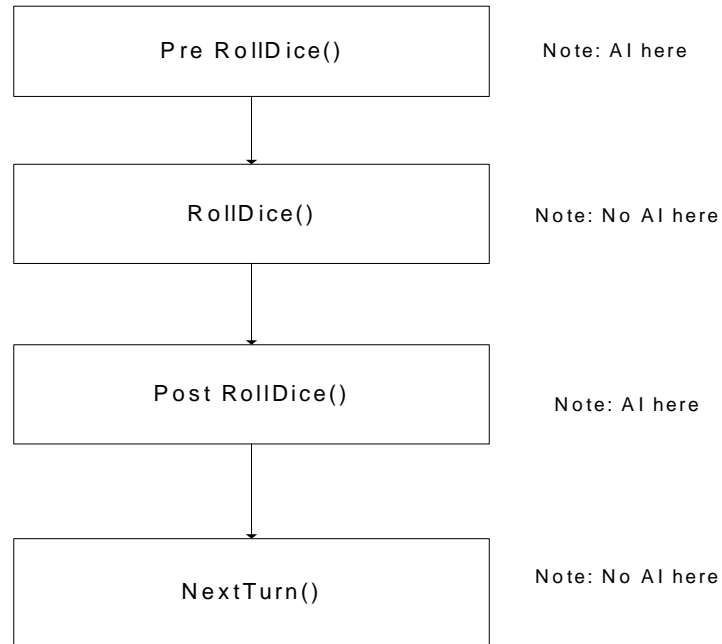 Pre RollDice()
Note: AI here
RollDice()
Note: No AI here
Post RollDice()
Note: AI here
NextTurn()
Note: No AI here